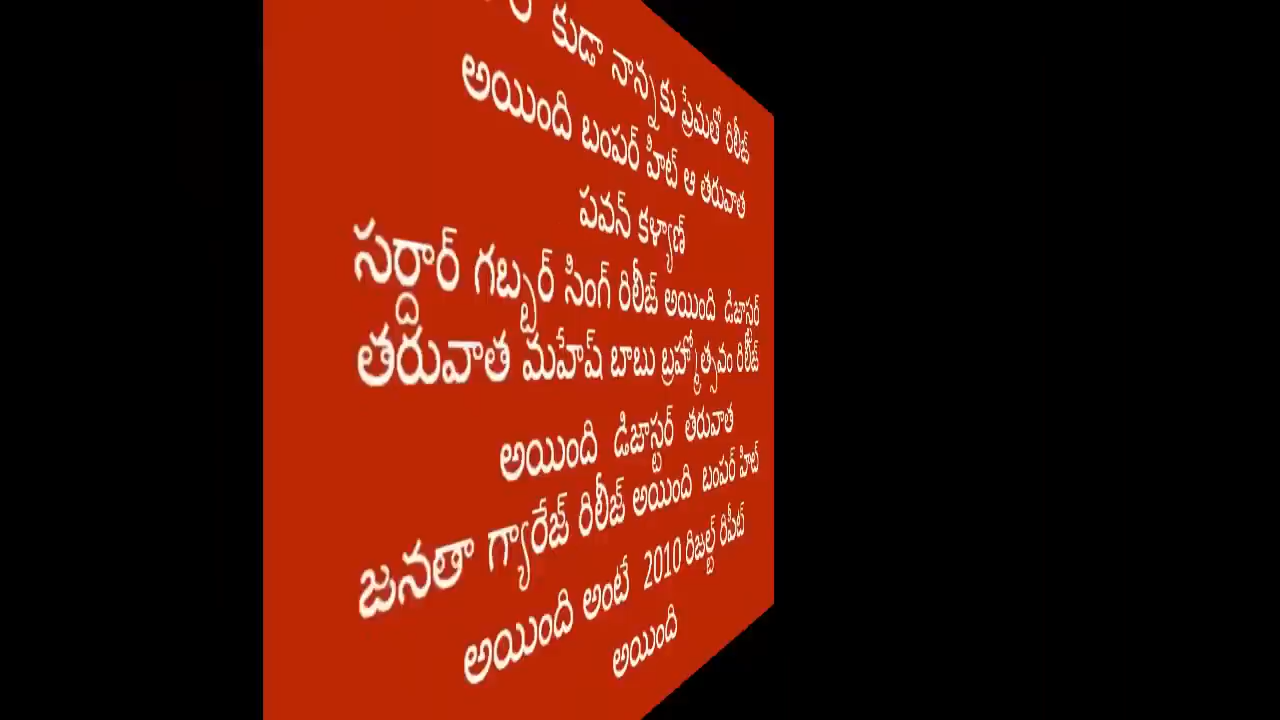 కుడా నాన్నకు ప్రేమతో రిలీజ్
అయింది బంపర్ హిట్ ఆ తరువాత
పవన్ కళ్యాణ్
సర్దార్ గబ్బర్ సింగ్ రిలీజ్ అయింది డిజాస్టర్
తరువాత మహేష్ బాబు బ్రహ్మోత్సవం రిలీజ్
అయింది డిజాస్టర్ తరువాత
జనతా గ్యారేజ్ రిలీజ్ అయింది బంపర్ హిట్
అయింది అంటే 2010 రిజల్ట్ రిపీట్
అయింది